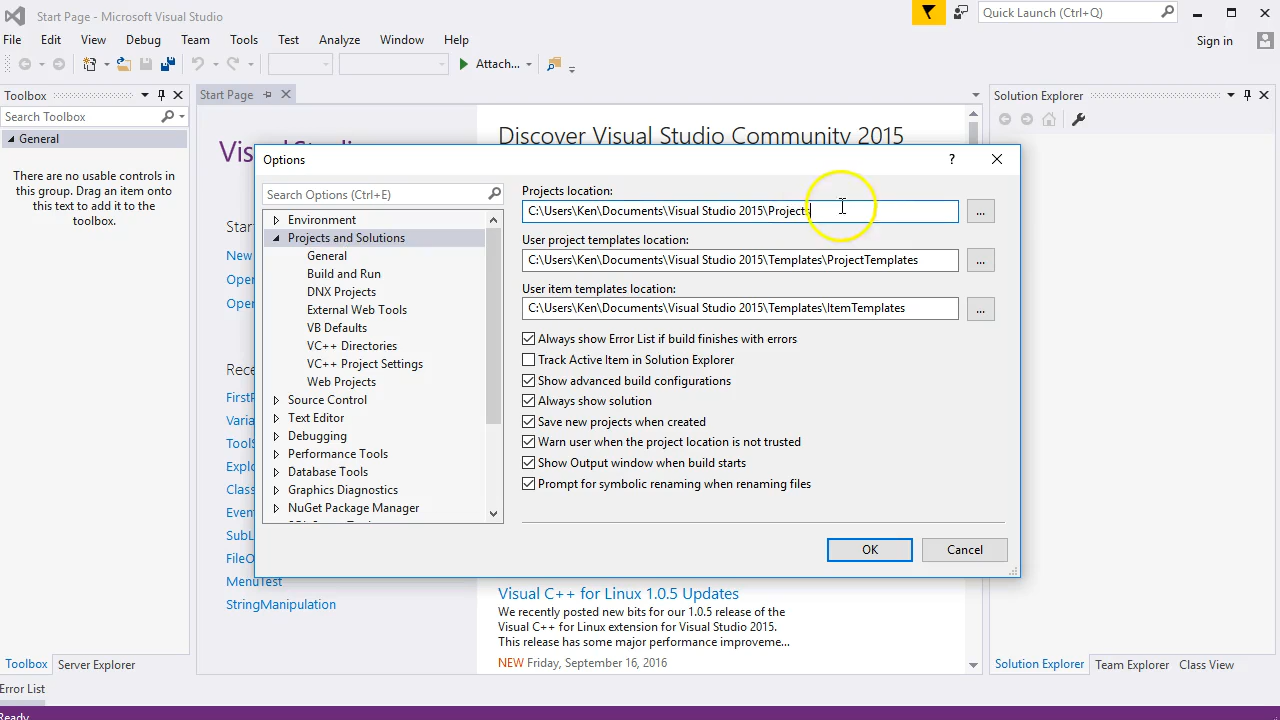 Start Page - Microsoft Visual Studio
Quick Launch (Ctrl+Q)
File Edit View Debug Team Tools Test Analyze Window Help
Sign in
Attach...
Toolbox
Search Toolbox
General
There are no usable controls in
this group. Drag an item onto
this text to add it to the
toolbox.
Start Page
Discover Visual Studio Community 2015
Solution Explorer
Options
Search Options (Ctrl+E)
Environment
Projects and Solutions
General
Build and Run
DNX Projects
External Web Tools
VB Defaults
VC++ Directories
VC++ Project Settings
Web Projects
Source Control
Text Editor
Debugging
Performance Tools
Database Tools
Graphics Diagnostics
NuGet Package Manager
Projects location:
C:\Users\Ken\Documents\Visual Studio 2015\Projects
...
User project templates location:
C:\Users\Ken\Documents\Visual Studio 2015\Templates\ProjectTemplates
...
User item templates location:
C:\Users\Ken\Documents\Visual Studio 2015\Templates\ItemTemplates
...
Always show Error List if build finishes with errors
Track Active Item in Solution Explorer
Show advanced build configurations
Always show solution
Save new projects when created
Warn user when the project location is not trusted
Show Output window when build starts
Prompt for symbolic renaming when renaming files
OK Cancel
New
MenuTest
StringManipulation
Visual C++ for Linux 1.0.5 Updates
We recently posted new bits for our 1.0.5 release of the
Visual C++ for Linux extension for Visual Studio 2015.
This release has some major performance improveme...
NEW Friday, September 16, 2016
Toolbox Server Explorer
Solution Explorer Team Explorer Class View
Error List
Ready